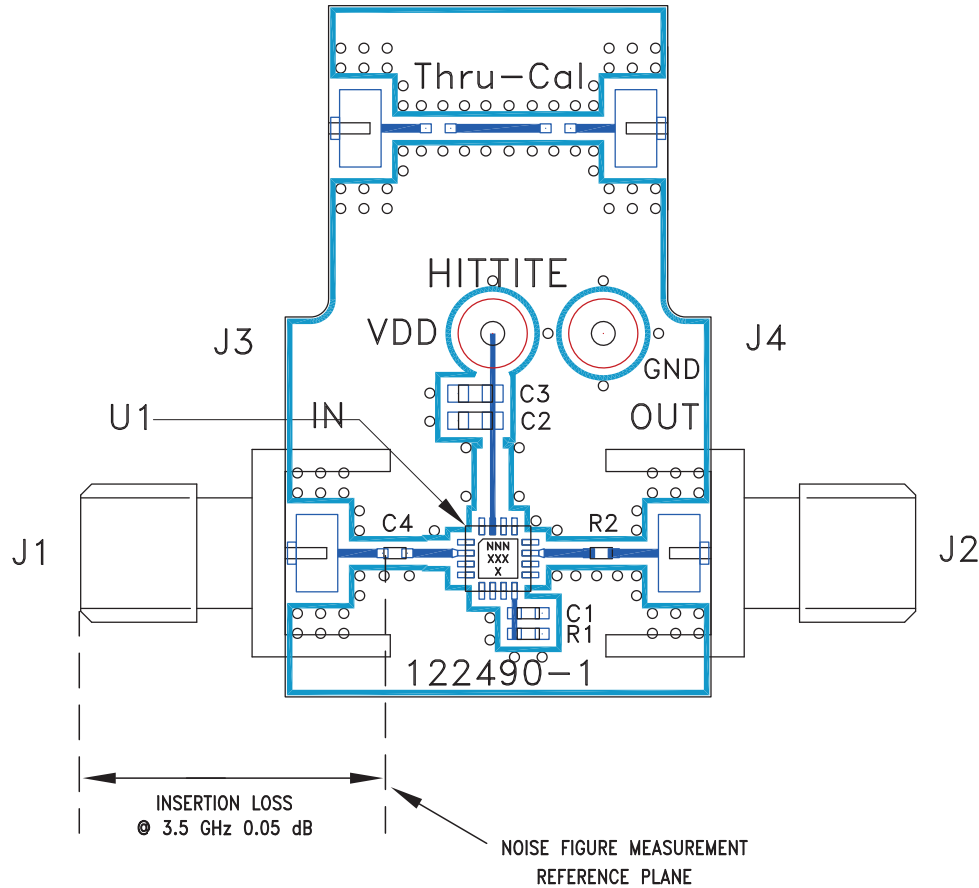 Thru-Cal
HITTITE
J3
VDD
J4
GND
C3
U1
IN
C2
OUT
C4
R2
J1
NNN
XXX
X
J2
C1
R1
122490-1
INSERTION LOSS
@ 3.5 GHz 0.05 dB
NOISE FIGURE MEASUREMENT
REFERENCE PLANE